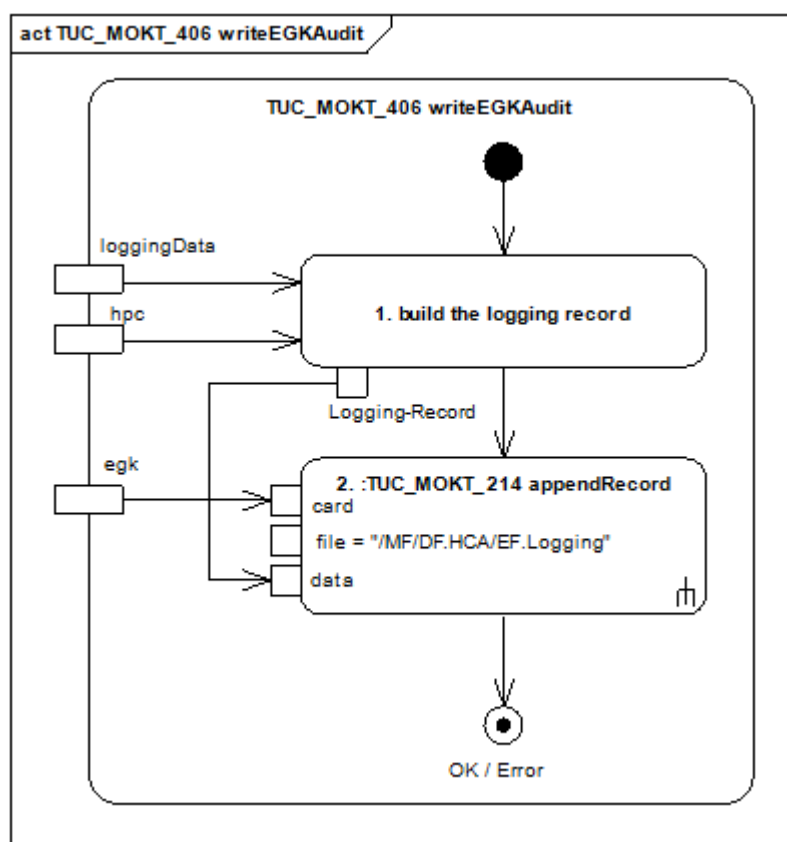 act TUC_MOKT_406 writeEGKAudit
TUC_MOKT_406 writeEGKAudit
loggingData
1. build the logging record
hpc
Logging-Record
egk
2. :TUC_MOKT_214 appendRecord
card
file = "/MF/DF.HCA/EF.Logging"
data
OK / Error